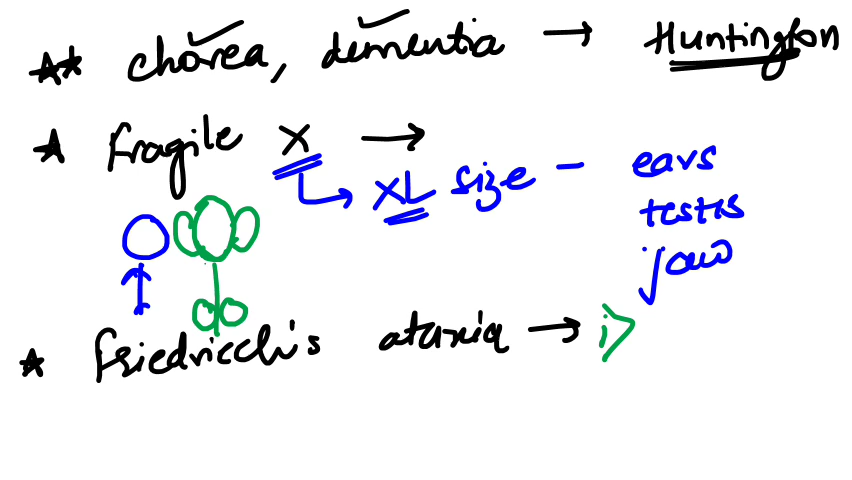 chorea, dementia → Huntington
Fragile X →
XL size - ears
testis
jaw
Friedricch's ataxia → i)